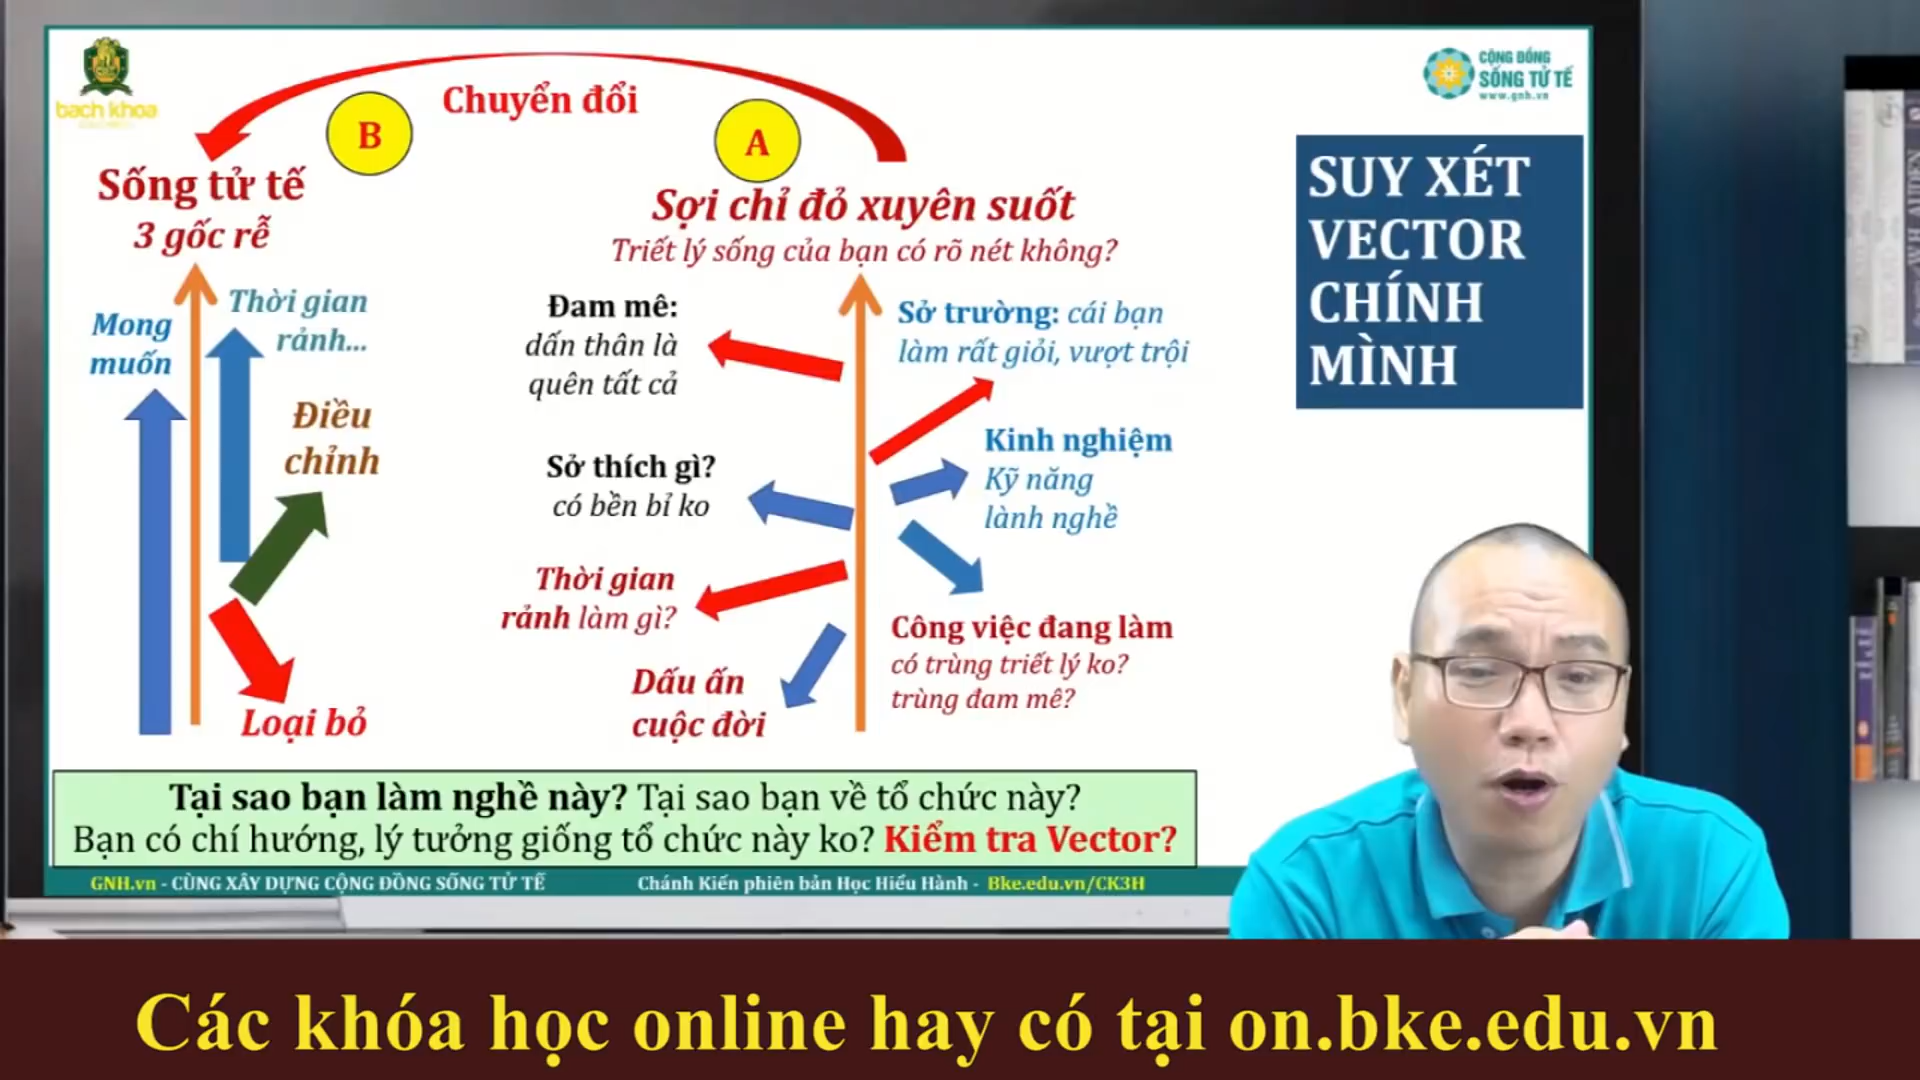 bach khoa
Chuyển đổi
B
A
CỘNG ĐỒNG
SỐNG TỬ TẾ
www.gnh.vn
SUY XÉT
VECTOR
CHÍNH
MÌNH
Sống tử tế
3 gốc rễ
Mong
muốn
Thời gian
rảnh...
Điều
chỉnh
Loại bỏ
Sợi chỉ đỏ xuyên suốt
Triết lý sống của bạn có rõ nét không?
Đam mê:
dấn thân là
quên tất cả
Sở trường: cái bạn
làm rất giỏi, vượt trội
Sở thích gì?
có bền bỉ ko
Kinh nghiệm
Kỹ năng
lành nghề
Thời gian
rảnh làm gì?
Dấu ấn
cuộc đời
Công việc đang làm
có trùng triết lý ko?
trùng đam mê?
Tại sao bạn làm nghề này? Tại sao bạn về tổ chức này?
Bạn có chí hướng, lý tưởng giống tổ chức này ko? Kiểm tra Vector?
GNH.vn - CÙNG XÂY DỰNG CỘNG ĐỒNG SỐNG TỬ TẾ
Chánh Kiến phiên bản Học Hiểu Hành - Bke.edu.vn/CK3H
WH AUDEN
Các khóa học online hay có tại on.bke.edu.vn